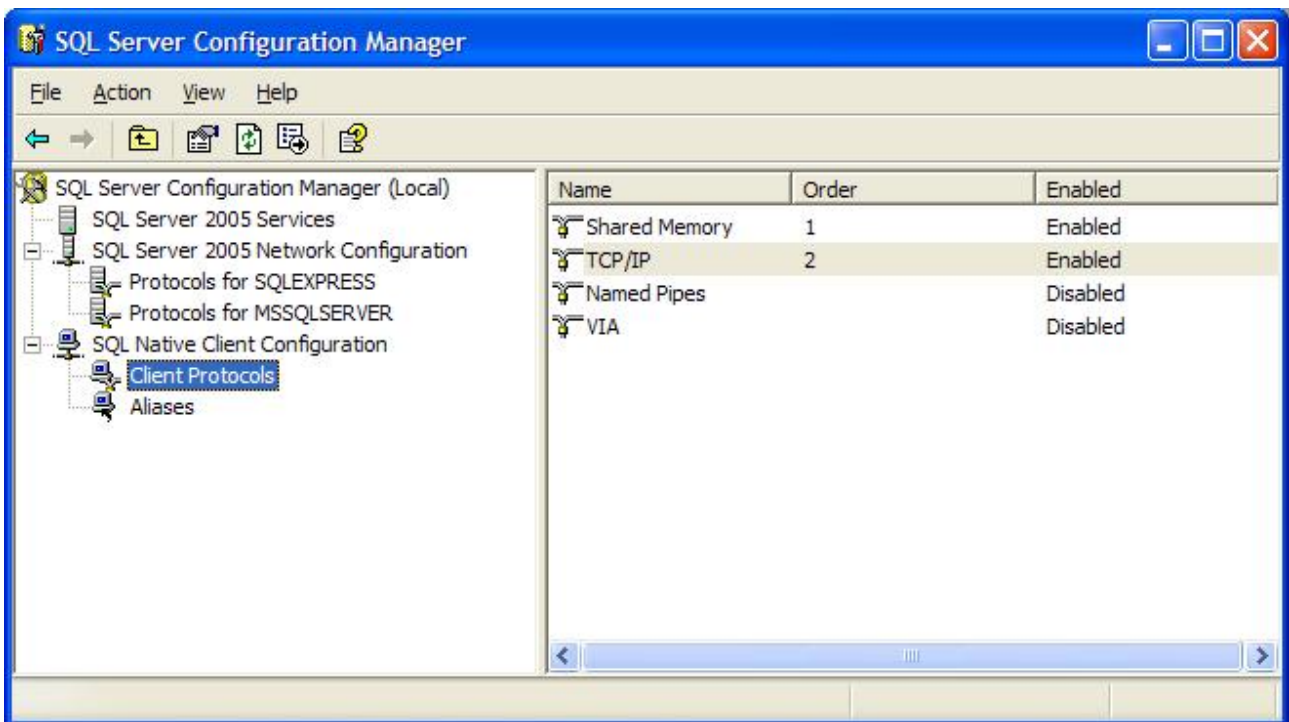 SQL Server Configuration Manager
File Action View Help
SQL Server Configuration Manager (Local)
SQL Server 2005 Services
SQL Server 2005 Network Configuration
Protocols for SQLEXPRESS
Protocols for MSSQLSERVER
SQL Native Client Configuration
Client Protocols
Aliases
Name Order Enabled
Shared Memory 1 Enabled
TCP/IP 2 Enabled
Named Pipes Disabled
VIA Disabled